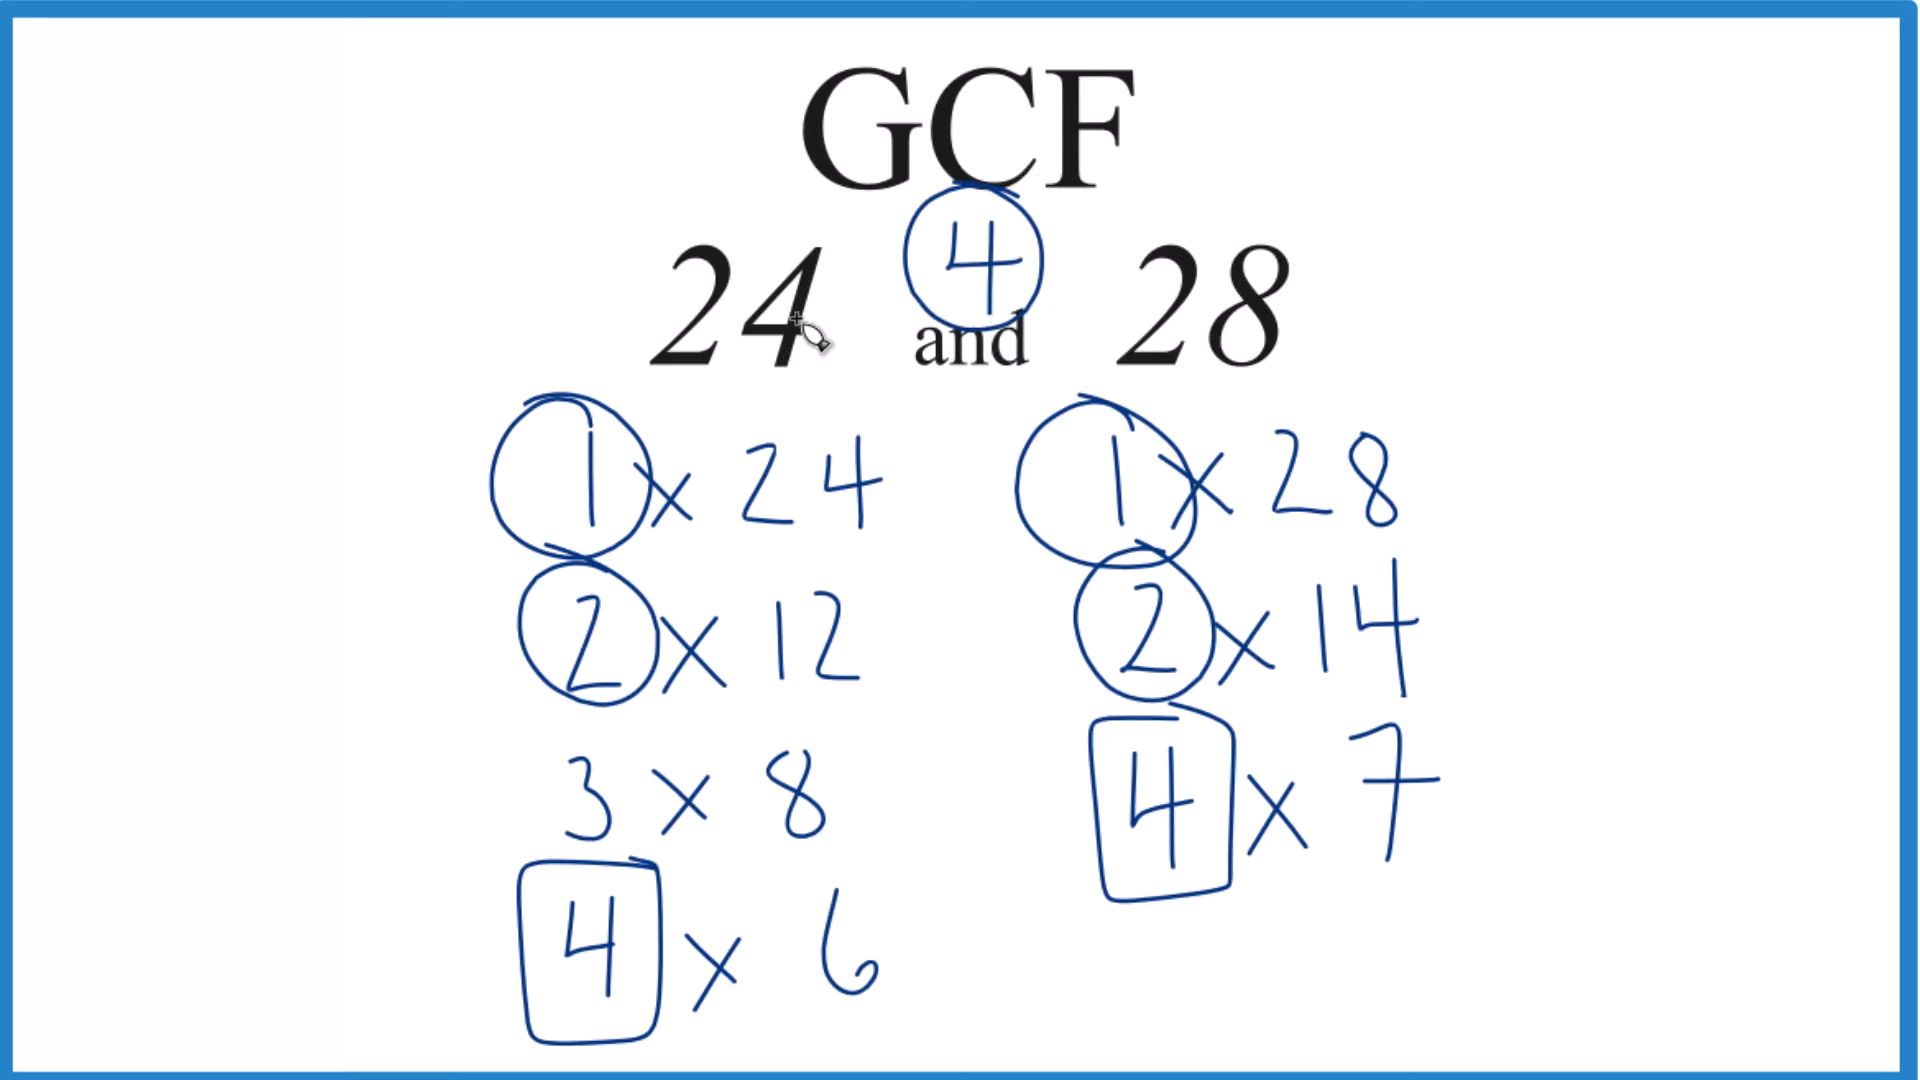 GCF
4
24 and 28
1 x 24 1 x 28
2 x 12 2 x 14
3 x 8 4 x 7
4 x 6